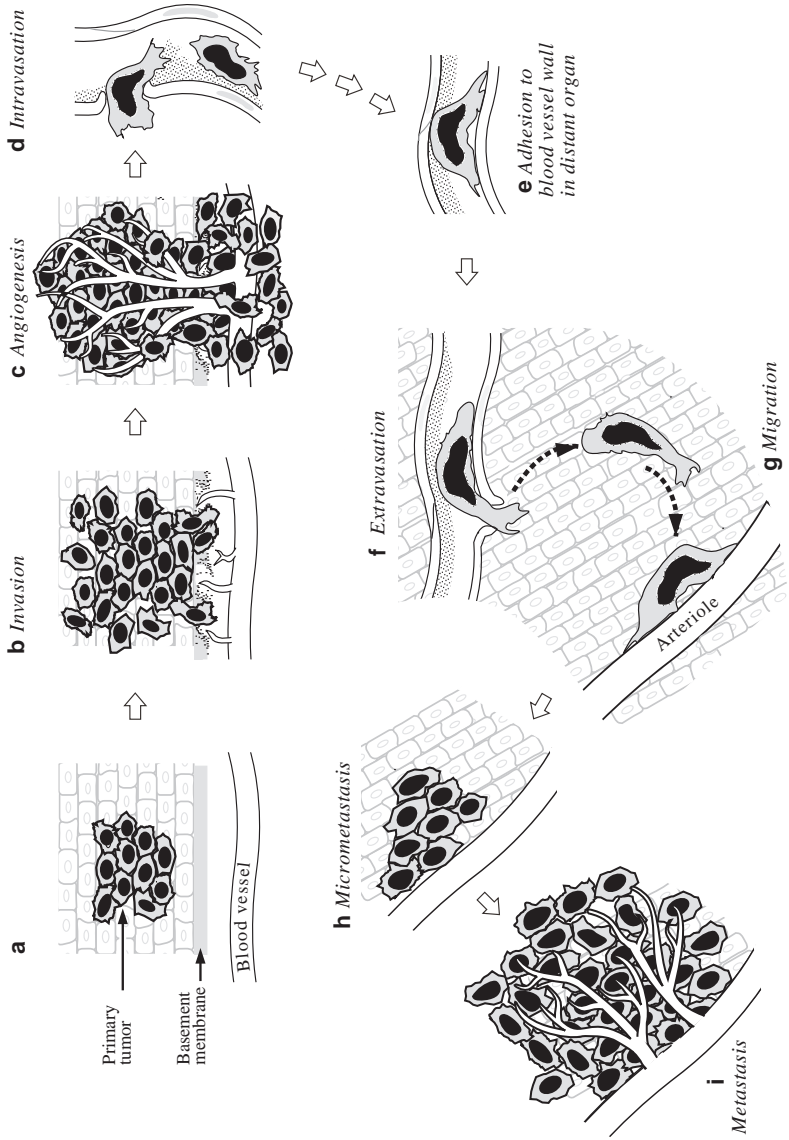 a
Primary
tumor
Basement
membrane
Blood vessel
b Invasion
c Angiogenesis
d Intravasation
e Adhesion to
blood vessel wall
in distant organ
f Extravasation
g Migration
Arteriole
h Micrometastasis
i
Metastasis